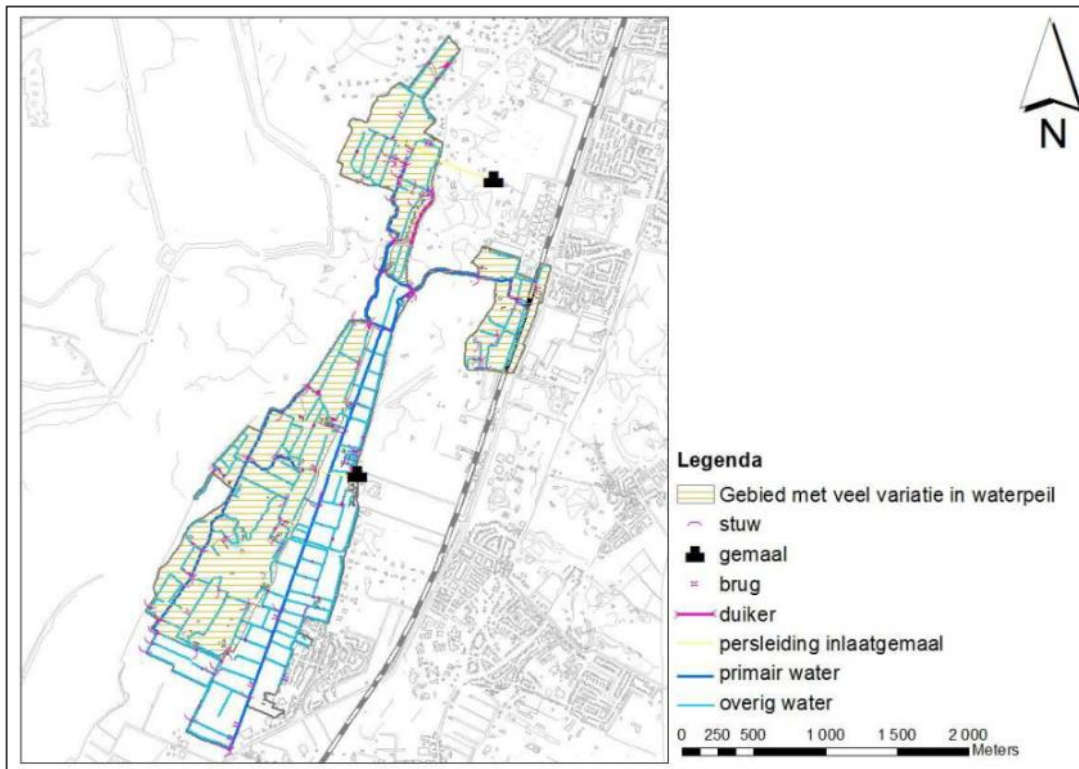 N
Legenda
Gebied met veel variatie in waterpeil
stuw
gemaal
brug
duiker
persleiding inlaatgemaal
primair water
overig water
0 250 500 1 000 1 500 2 000
Meters